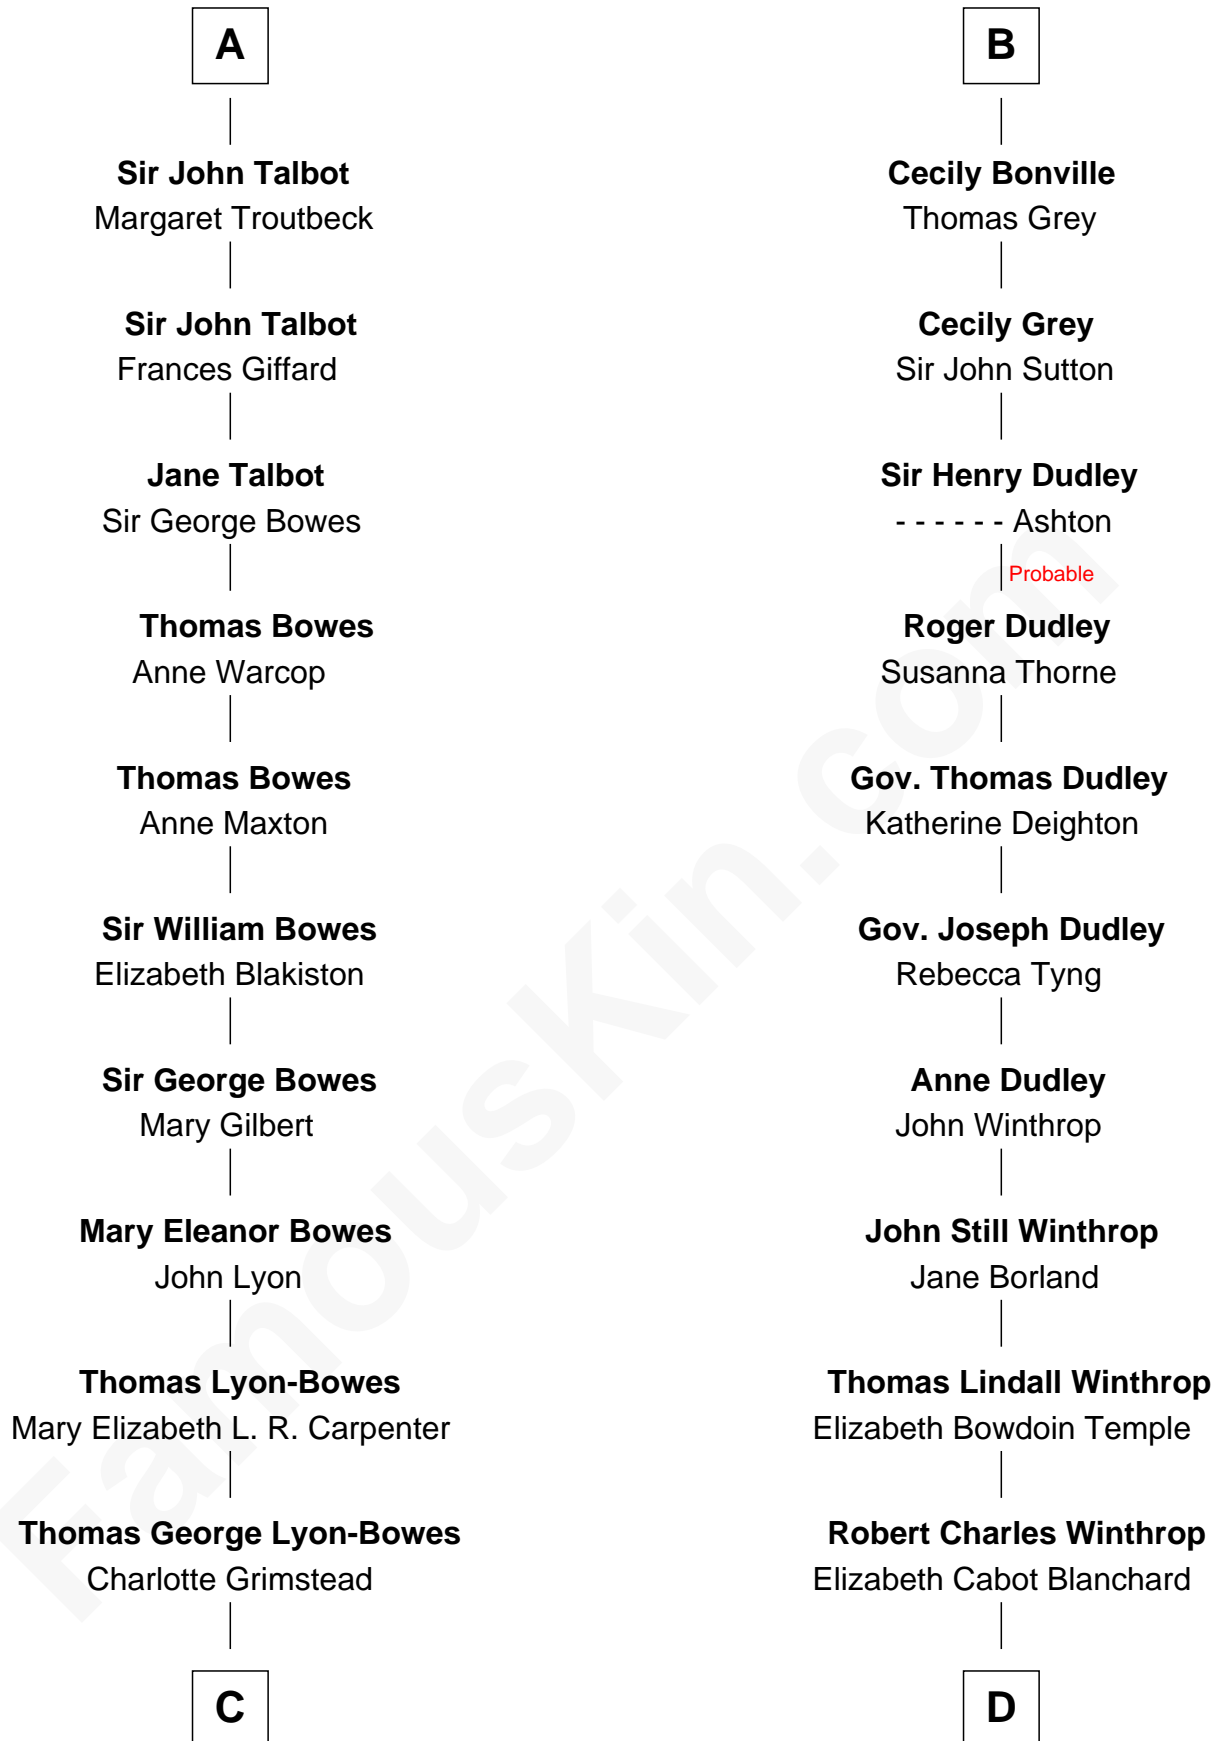 A
Sir John Talbot
Margaret Troutbeck
Sir John Talbot
Frances Giffard
Jane Talbot
Sir George Bowes
Thomas Bowes
Anne Warcop
Thomas Bowes
Anne Maxton
Sir William Bowes
Elizabeth Blakiston
Sir George Bowes
Mary Gilbert
Mary Eleanor Bowes
John Lyon
Thomas Lyon-Bowes
Mary Elizabeth L. R. Carpenter
Thomas George Lyon-Bowes
Charlotte Grimstead
C
B
Cecily Bonville
Thomas Grey
Cecily Grey
Sir John Sutton
Sir Henry Dudley
- - - - - - Ashton
Probable
Roger Dudley
Susanna Thorne
Gov. Thomas Dudley
Katherine Deighton
Gov. Joseph Dudley
Rebecca Tyng
Anne Dudley
John Winthrop
John Still Winthrop
Jane Borland
Thomas Lindall Winthrop
Elizabeth Bowdoin Temple
Robert Charles Winthrop
Elizabeth Cabot Blanchard
D
FamousKin.com